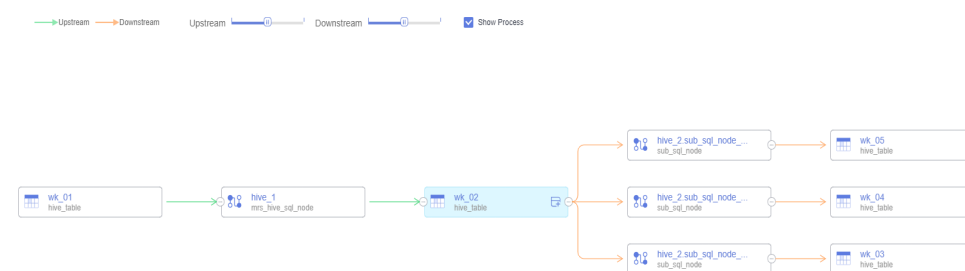 Upstream
Downstream
Upstream
Downstream
Show Process
wk_01
hive_table
hive_1
mrs_hive_sql_node
wk_02
hive_table
hive_2.sub_sql_node_...
sub_sql_node
wk_05
hive_table
hive_2.sub_sql_node_...
sub_sql_node
wk_04
hive_table
hive_2.sub_sql_node_...
sub_sql_node
wk_03
hive_table